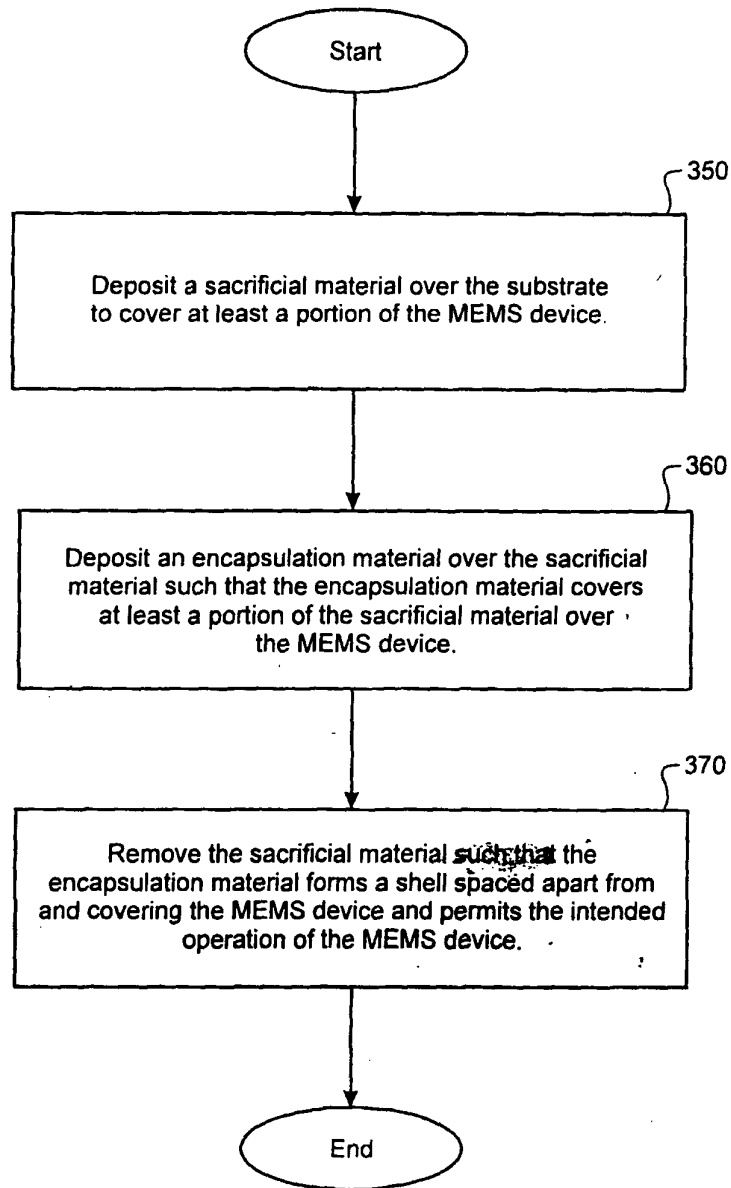 Start
350
Deposit a sacrificial material over the substrate
to cover at least a portion of the MEMS device.
360
Deposit an encapsulation material over the sacrificial
material such that the encapsulation material covers
at least a portion of the sacrificial material over
the MEMS device.
370
Remove the sacrificial material such that the
encapsulation material forms a shell spaced apart from
and covering the MEMS device and permits the intended
operation of the MEMS device.
End